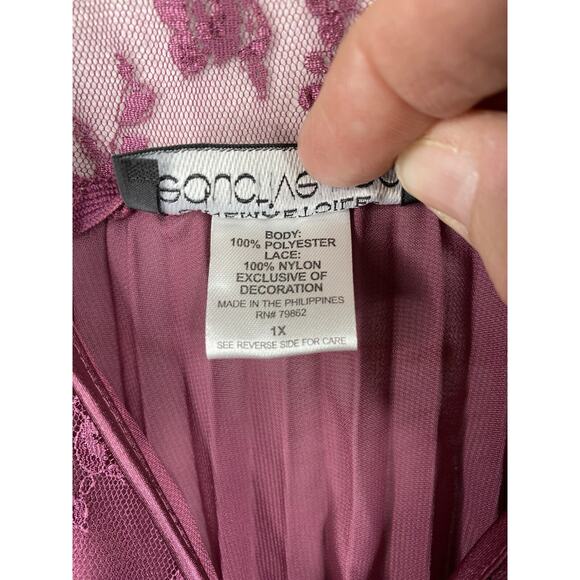 BODY:
100% POLYESTER
LACE:
100% NYLON
EXCLUSIVE OF
DECORATION
MADE IN THE PHILIPPINES
RN# 79862
1X
SEE REVERSE SIDE FOR CARE